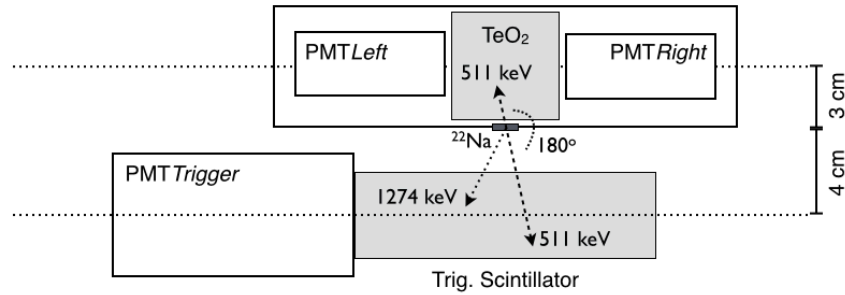 PMTLeft
TeO₂
PMTRight
511 keV
3 cm
²²Na
180°
4 cm
PMTTrigger
1274 keV
511 keV
Trig. Scintillator